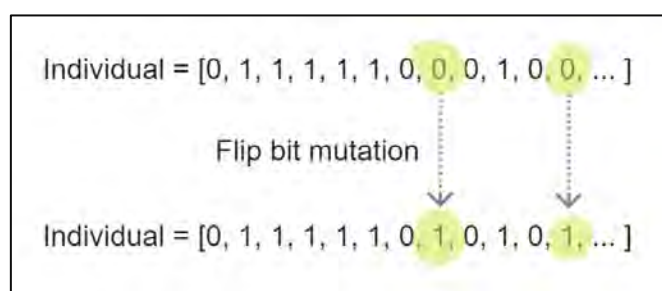 Individual = [0, 1, 1, 1, 1, 1, 0, 0, 0, 1, 0, 0, ... ]
Flip bit mutation
Individual = [0, 1, 1, 1, 1, 1, 0, 1, 0, 1, 0, 1, ... ]